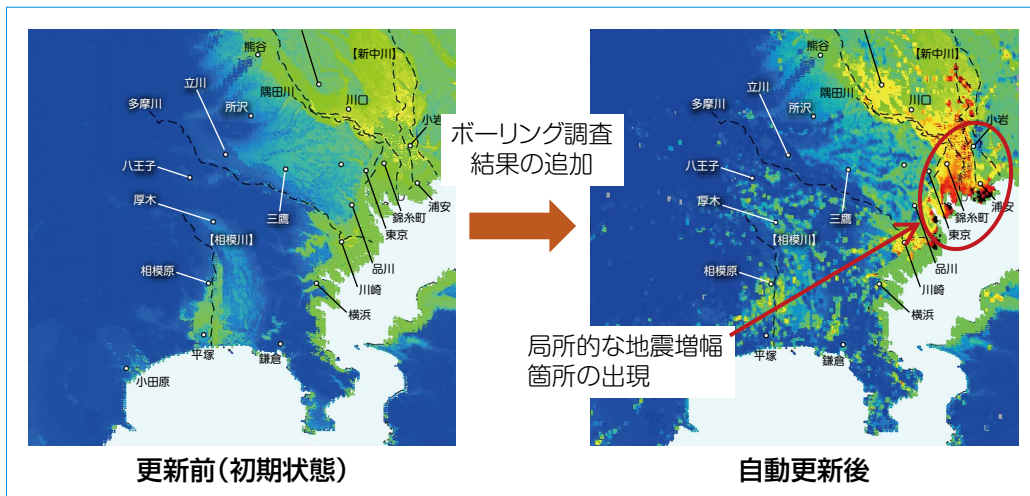 熊谷
【新中川】
立川
隅田川
多摩川
所沢
川口
小岩
八王子
厚木
三鷹
浦安
錦糸町
【相模川】
東京
相模原
品川
川崎
横浜
平塚
鎌倉
小田原
更新前(初期状態)
ボーリング調査
結果の追加
熊谷
【新中川】
立川
隅田川
多摩川
所沢
川口
小岩
八王子
厚木
三鷹
浦安
錦糸町
【相模川】
東京
相模原
品川
川崎
横浜
平塚
鎌倉
局所的な地震増幅
箇所の出現
自動更新後